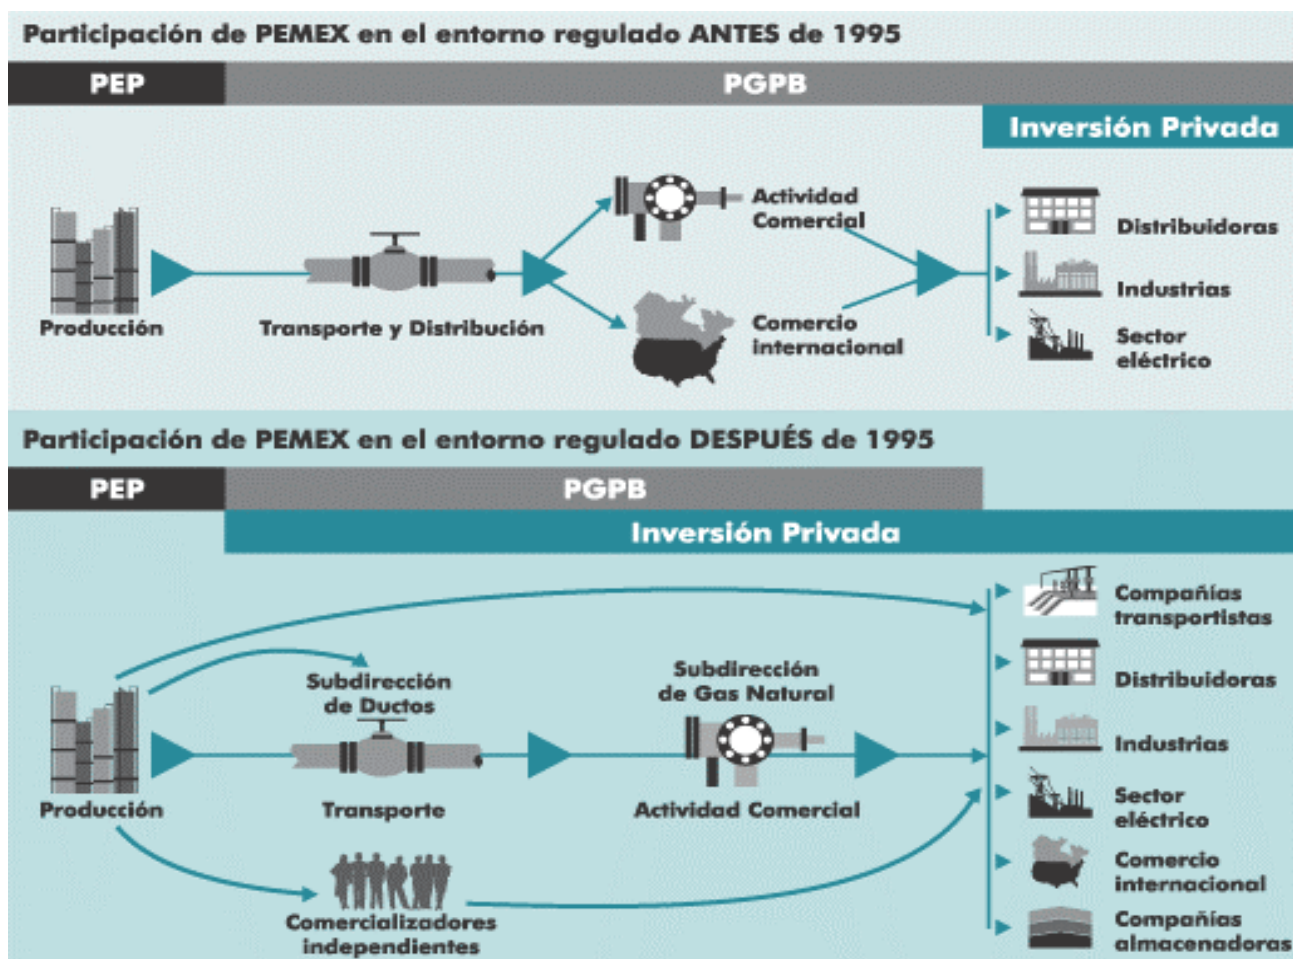 Participación de PEMEX en el entorno regulado ANTES de 1995
PEP
PGPB
Inversión Privada
Producción
Transporte y Distribución
Actividad
Comercial
Comercio
internacional
Distribuidoras
Industrias
Sector
eléctrico
Participación de PEMEX en el entorno regulado DESPUÉS de 1995
PEP
PGPB
Inversión Privada
Producción
Subdirección
de Ductos
Transporte
Subdirección
de Gas Natural
Actividad Comercial
Comercializadores
independientes
Compañías
transportistas
Distribuidoras
Industrias
Sector
eléctrico
Comercio
internacional
Compañías
almacenadoras